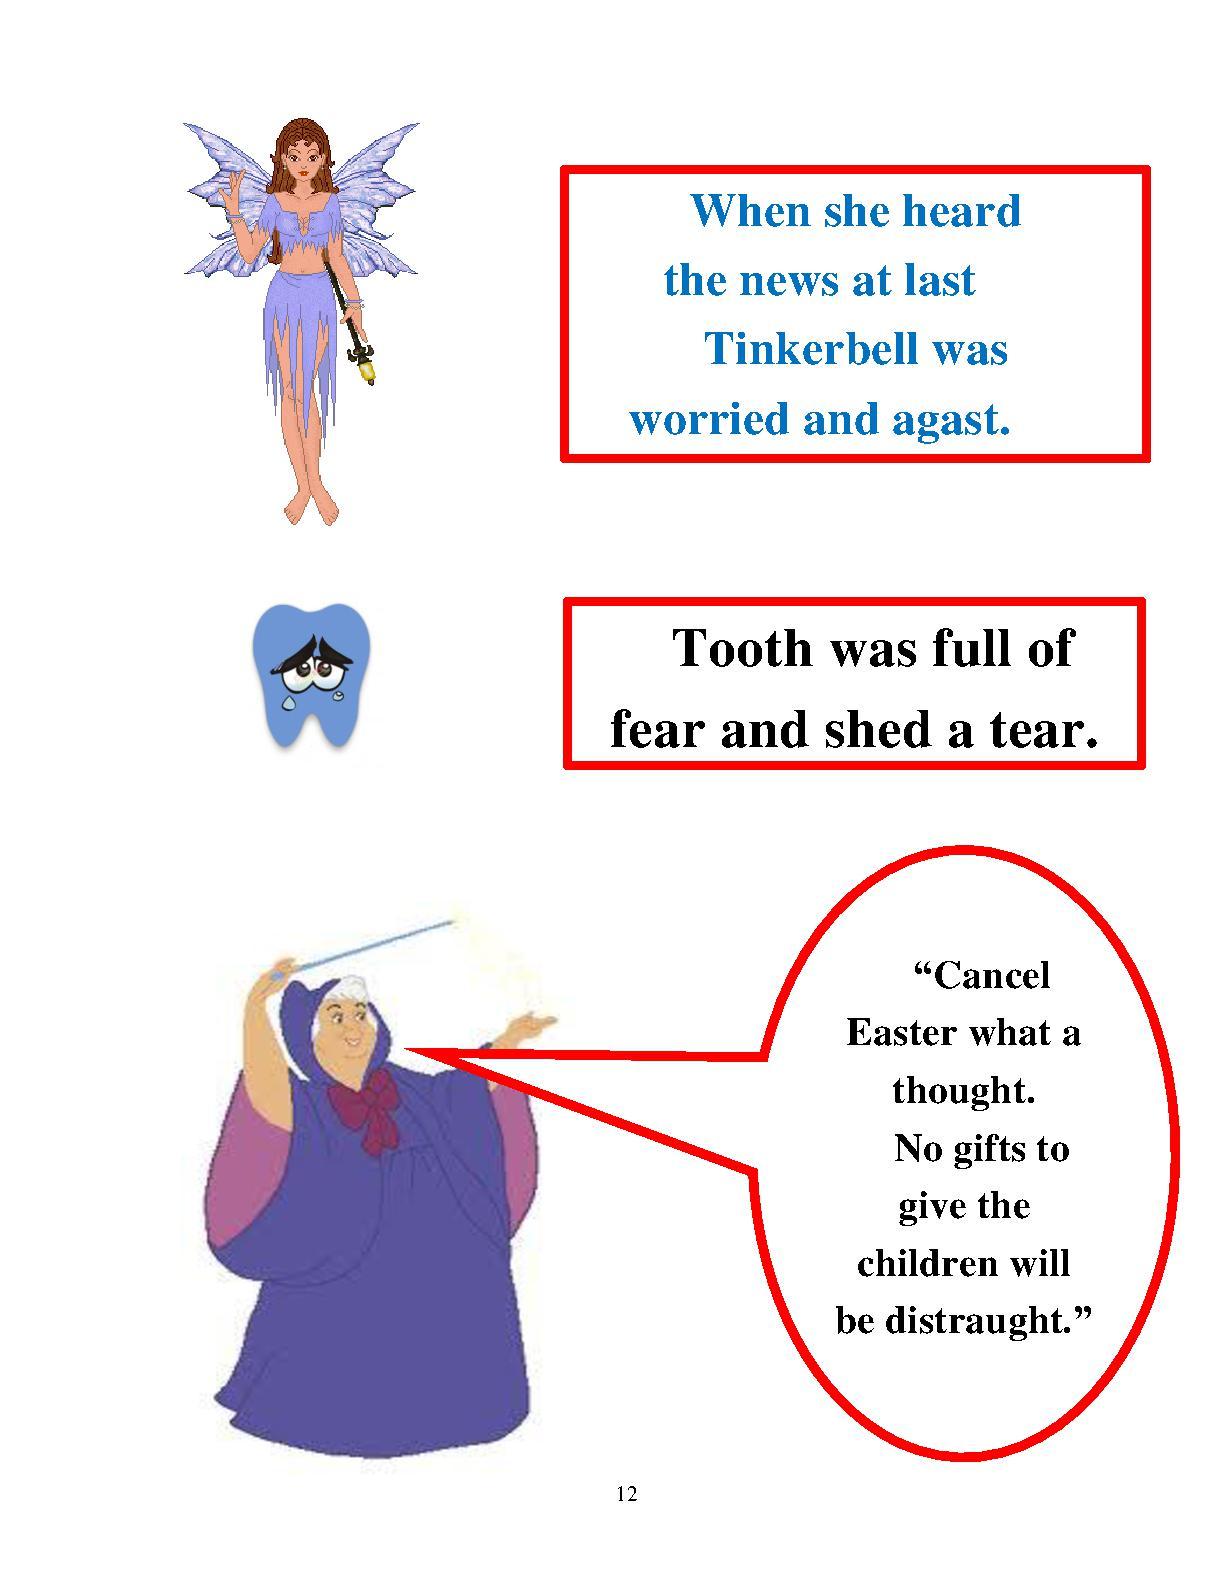 When she heard
the news at last
Tinkerbell was
worried and agast.
Tooth was full of
fear and shed a tear.
“Cancel
Easter what a
thought.
No gifts to
give the
children will
be distraught.”
12